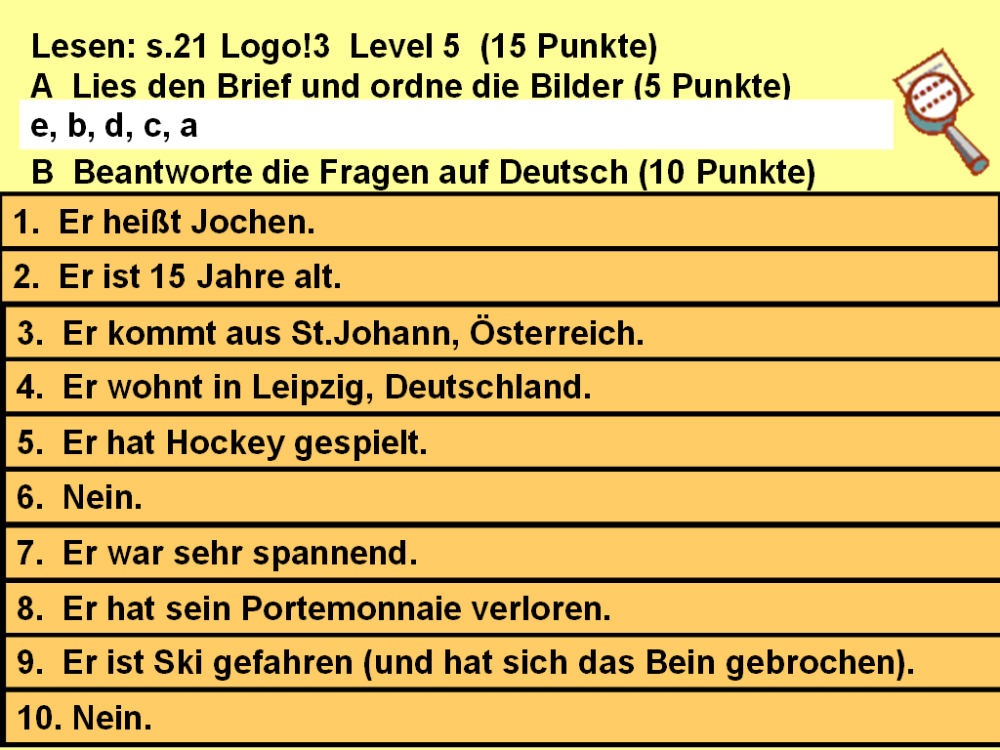 Lesen: s.21 Logo!3 Level 5 (15 Punkte)
A Lies den Brief und ordne die Bilder (5 Punkte)
e, b, d, c, a
B Beantworte die Fragen auf Deutsch (10 Punkte)
1. Er heißt Jochen.
2. Er ist 15 Jahre alt.
3. Er kommt aus St.Johann, Österreich.
4. Er wohnt in Leipzig, Deutschland.
5. Er hat Hockey gespielt.
6. Nein.
7. Er war sehr spannend.
8. Er hat sein Portemonnaie verloren.
9. Er ist Ski gefahren (und hat sich das Bein gebrochen).
10. Nein.